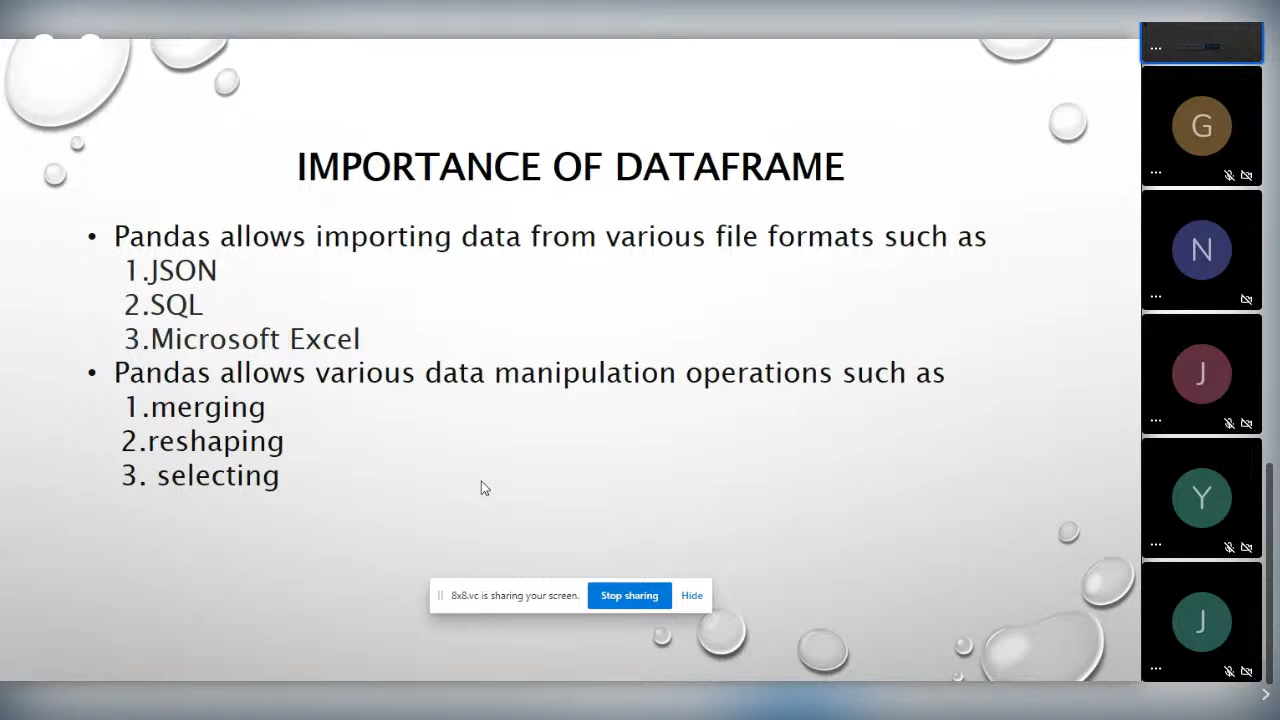 IMPORTANCE OF DATAFRAME
• Pandas allows importing data from various file formats such as
1.JSON
2.SQL
3.Microsoft Excel
• Pandas allows various data manipulation operations such as
1.merging
2.reshaping
3. selecting
8x8.vc is sharing your screen. Stop sharing Hide
G
N
J
Y
J